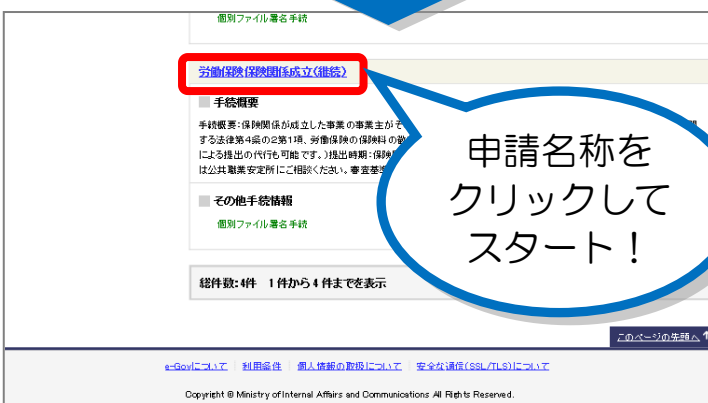 個別ファイル署名手続
労働保険保険関係成立(継続)
手続概要
手続概要:保険関係が成立した事業の事業主がそ
する法律第4条の2第1項、労働保険の保険料の徴
による提出の代行も可能です。)提出時期:保険
は公共職業安定所にご相談ください。審査基
その他手続情報
個別ファイル署名手続
申請名称を
クリックして
スタート！
総件数:4件 1件から4件までを表示
このページの先頭へ
e-Govについて 利用条件 個人情報の取扱について 安全な通信(SSL/TLS)について
Copyright © Ministry of Internal Affairs and Communications All Rights Reserved.